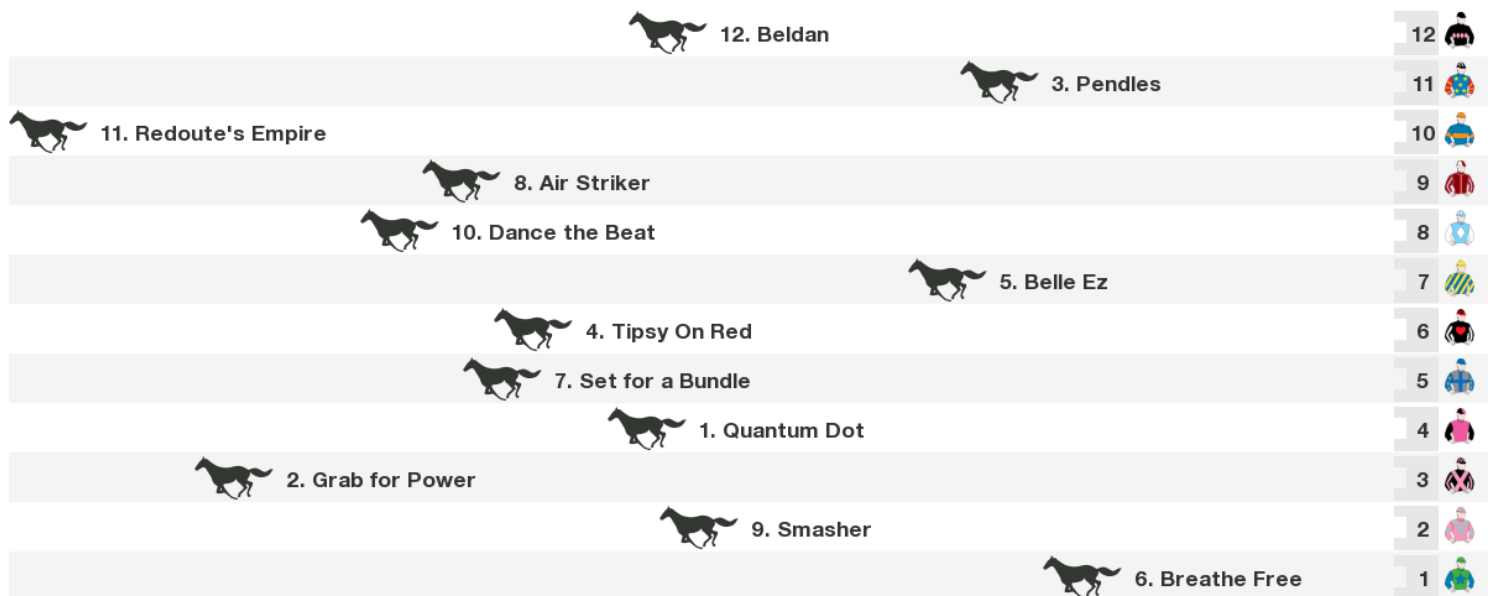 12. Beldan 12
3. Pendles 11
11. Redoute's Empire 10
8. Air Striker 9
10. Dance the Beat 8
5. Belle Ez 7
4. Tipsy On Red 6
7. Set for a Bundle 5
1. Quantum Dot 4
2. Grab for Power 3
9. Smasher 2
6. Breathe Free 1